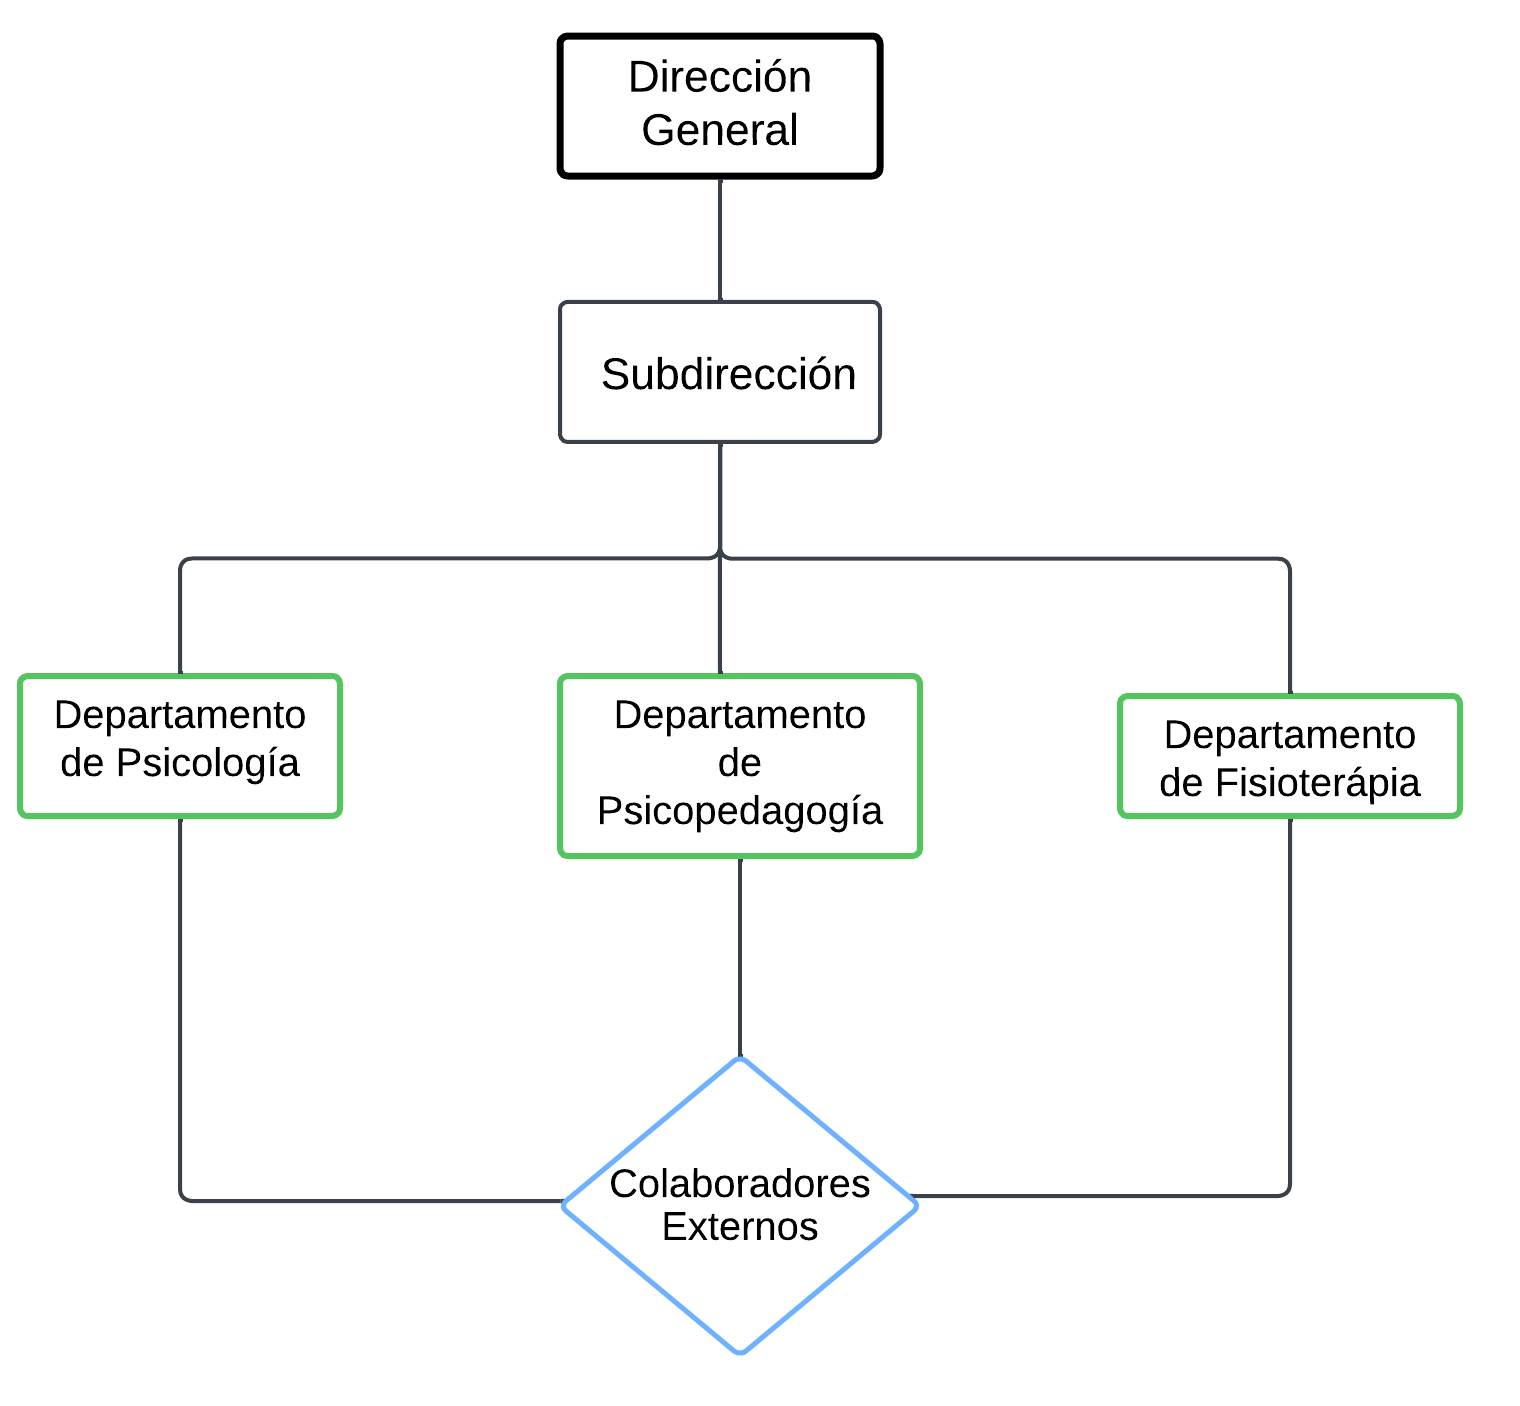 Dirección
General
Subdirección
Departamento
de Psicología
Departamento
de
Psicopedagogía
Departamento
de Fisioterápia
Colaboradores
Externos